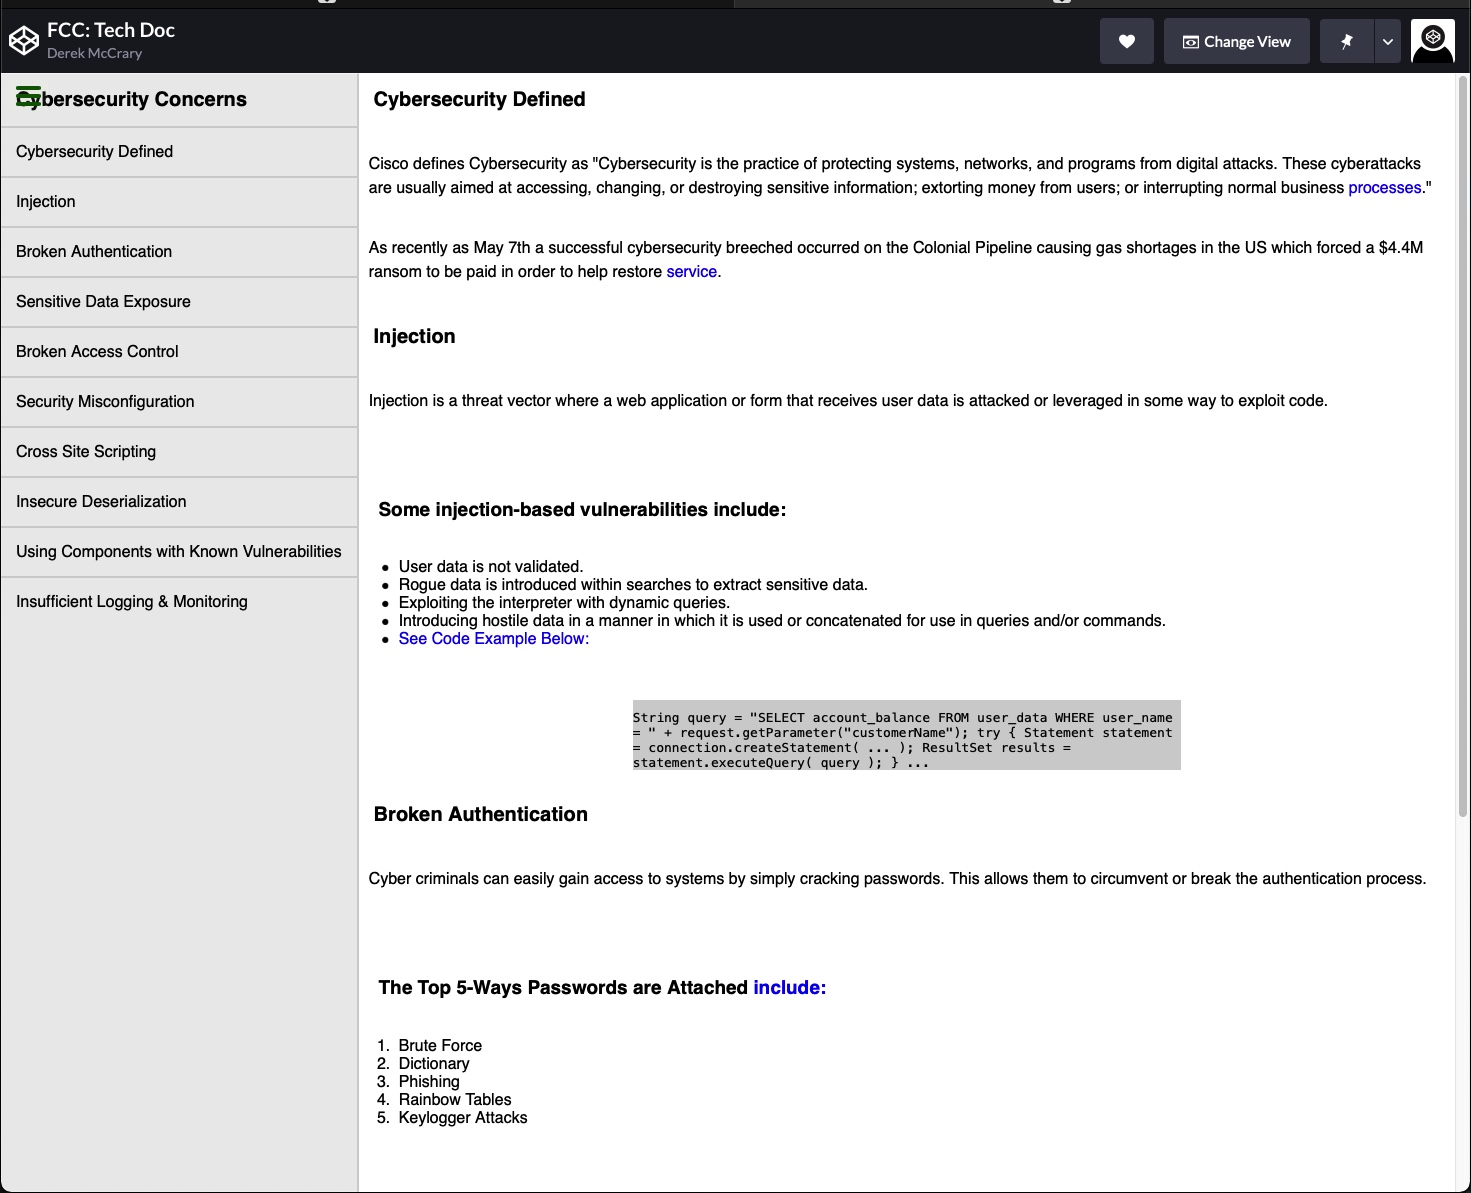 FCC: Tech Doc
Derek McCrary
Change View
Cybersecurity Concerns
Cybersecurity Defined
Injection
Broken Authentication
Sensitive Data Exposure
Broken Access Control
Security Misconfiguration
Cross Site Scripting
Insecure Deserialization
Using Components with Known Vulnerabilities
Insufficient Logging & Monitoring
Cybersecurity Defined
Cisco defines Cybersecurity as "Cybersecurity is the practice of protecting systems, networks, and programs from digital attacks. These cyberattacks
are usually aimed at accessing, changing, or destroying sensitive information; extorting money from users; or interrupting normal business processes."
As recently as May 7th a successful cybersecurity breeched occurred on the Colonial Pipeline causing gas shortages in the US which forced a $4.4M
ransom to be paid in order to help restore service.
Injection
Injection is a threat vector where a web application or form that receives user data is attacked or leveraged in some way to exploit code.
Some injection-based vulnerabilities include:
• User data is not validated.
• Rogue data is introduced within searches to extract sensitive data.
• Exploiting the interpreter with dynamic queries.
• Introducing hostile data in a manner in which it is used or concatenated for use in queries and/or commands.
• See Code Example Below:
String query = "SELECT account_balance FROM user_data WHERE user_name
= " + request.getParameter("customerName"); try { Statement statement
= connection.createStatement( ... ); ResultSet results =
statement.executeQuery( query ); } ...
Broken Authentication
Cyber criminals can easily gain access to systems by simply cracking passwords. This allows them to circumvent or break the authentication process.
The Top 5-Ways Passwords are Attached include:
1. Brute Force
2. Dictionary
3. Phishing
4. Rainbow Tables
5. Keylogger Attacks